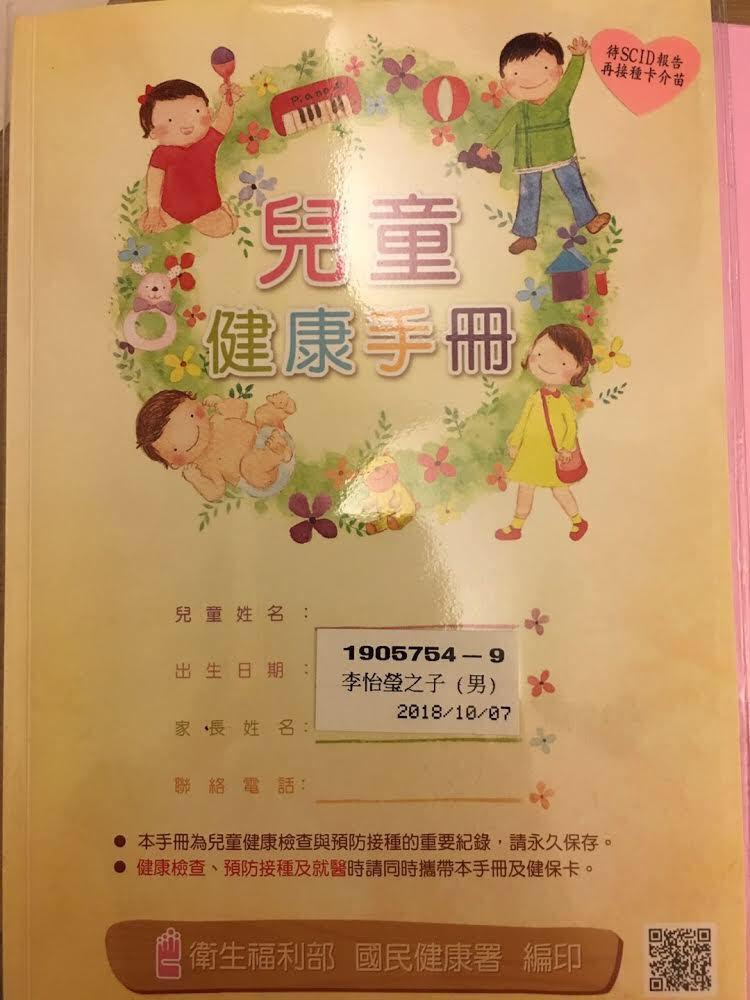 待SCID報告
再接種卡介苗
Piano
兒童
健康手冊
兒童姓名：
出生日期：
1905754－9
李怡瑩之子(男)
2018/10/07
家長姓名：
聯絡電話：
●本手冊為兒童健康檢查與預防接種的重要紀錄，請永久保存。
●健康檢查、預防接種及就醫時請同時攜帶本手冊及健保卡。
衛生福利部 國民健康署 編印